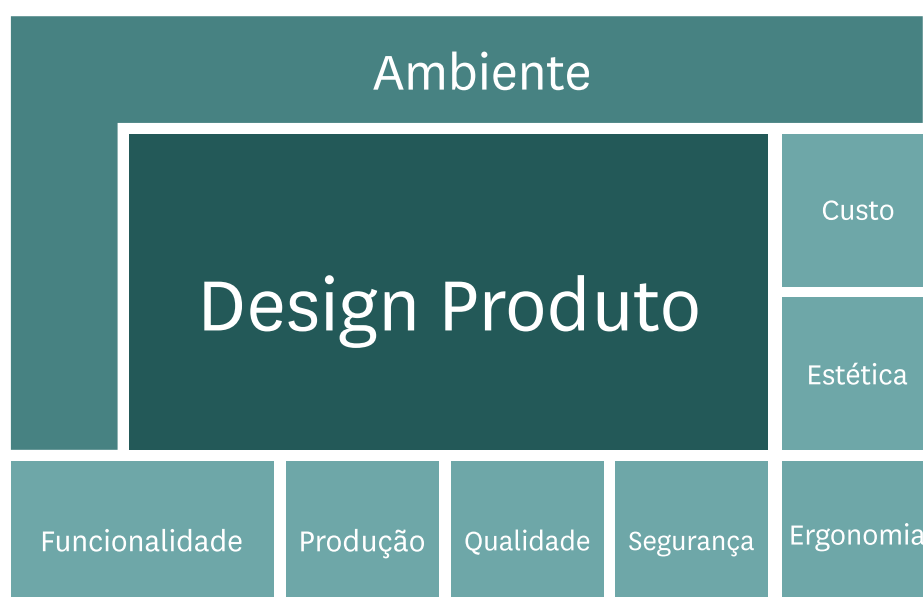 Ambiente
Custo
Design Produto
Estética
Funcionalidade
Produção
Qualidade
Segurança
Ergonomia